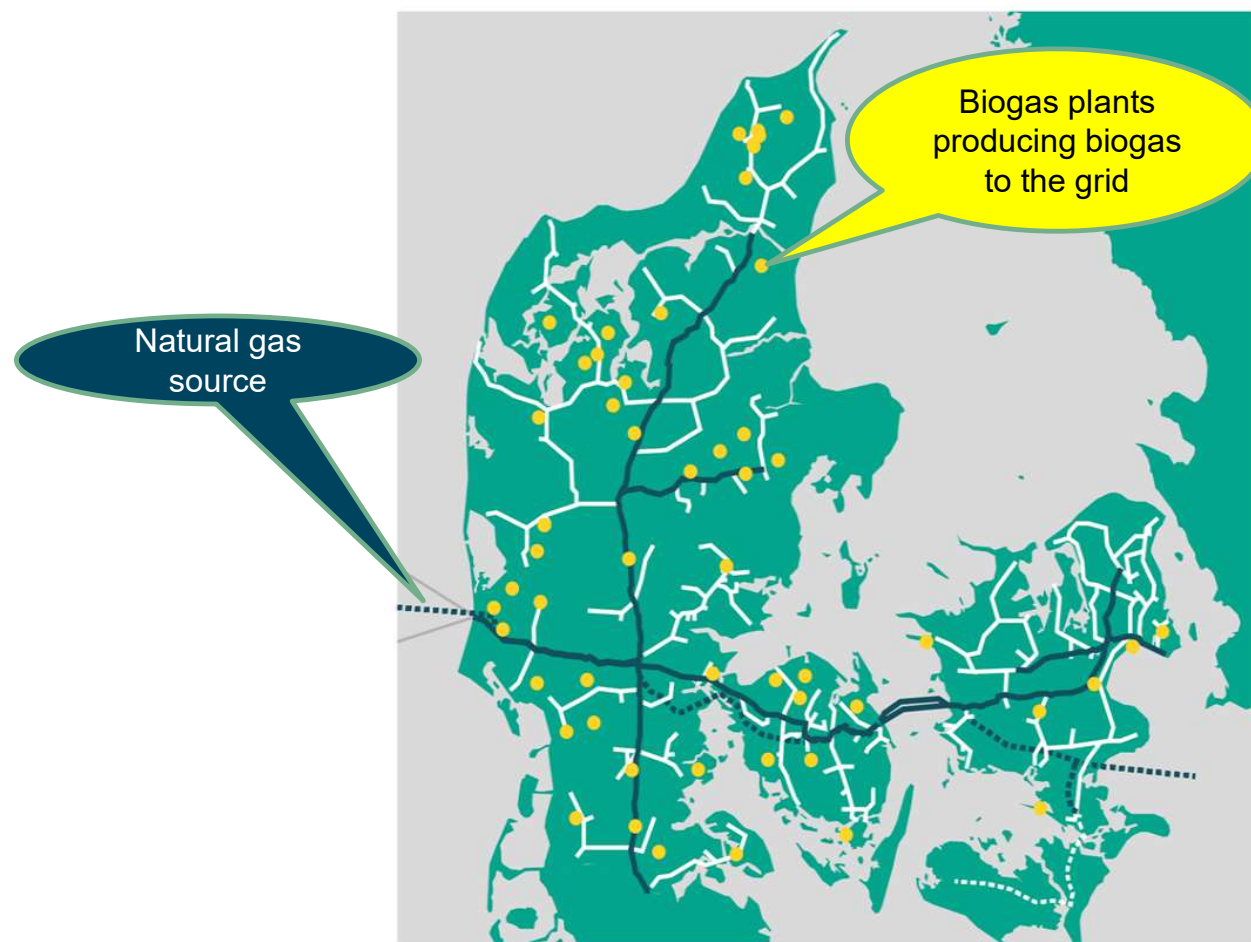 Biogas plants
producing biogas
to the grid
Natural gas
source